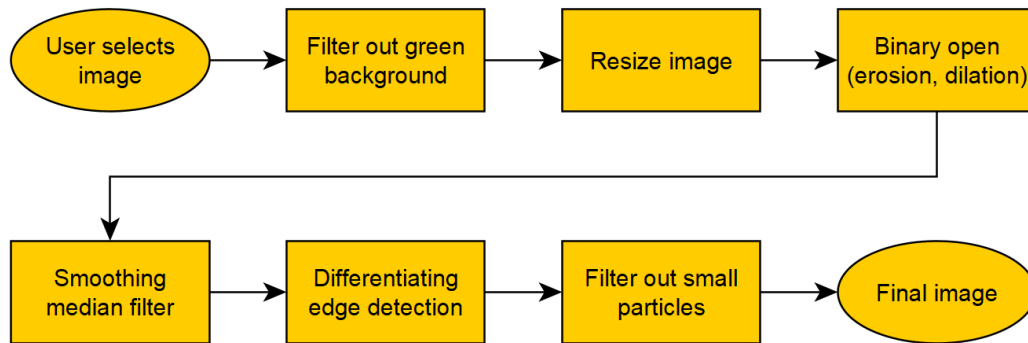 User selects
image
Filter out green
background
Resize image
Binary open
(erosion, dilation)
Smoothing
median filter
Differentiating
edge detection
Filter out small
particles
Final image